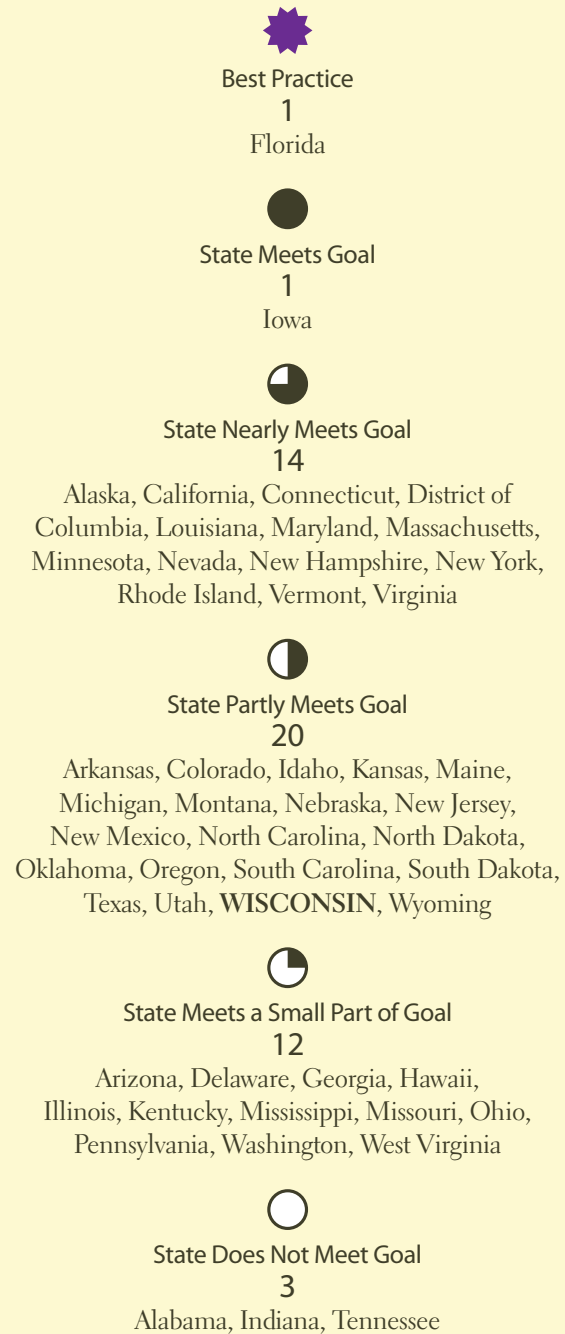 Best Practice
1
Florida
State Meets Goal
1
Iowa
State Nearly Meets Goal
14
Alaska, California, Connecticut, District of
Columbia, Louisiana, Maryland, Massachusetts,
Minnesota, Nevada, New Hampshire, New York,
Rhode Island, Vermont, Virginia
State Partly Meets Goal
20
Arkansas, Colorado, Idaho, Kansas, Maine,
Michigan, Montana, Nebraska, New Jersey,
New Mexico, North Carolina, North Dakota,
Oklahoma, Oregon, South Carolina, South Dakota,
Texas, Utah, WISCONSIN, Wyoming
State Meets a Small Part of Goal
12
Arizona, Delaware, Georgia, Hawaii,
Illinois, Kentucky, Mississippi, Missouri, Ohio,
Pennsylvania, Washington, West Virginia
State Does Not Meet Goal
3
Alabama, Indiana, Tennessee